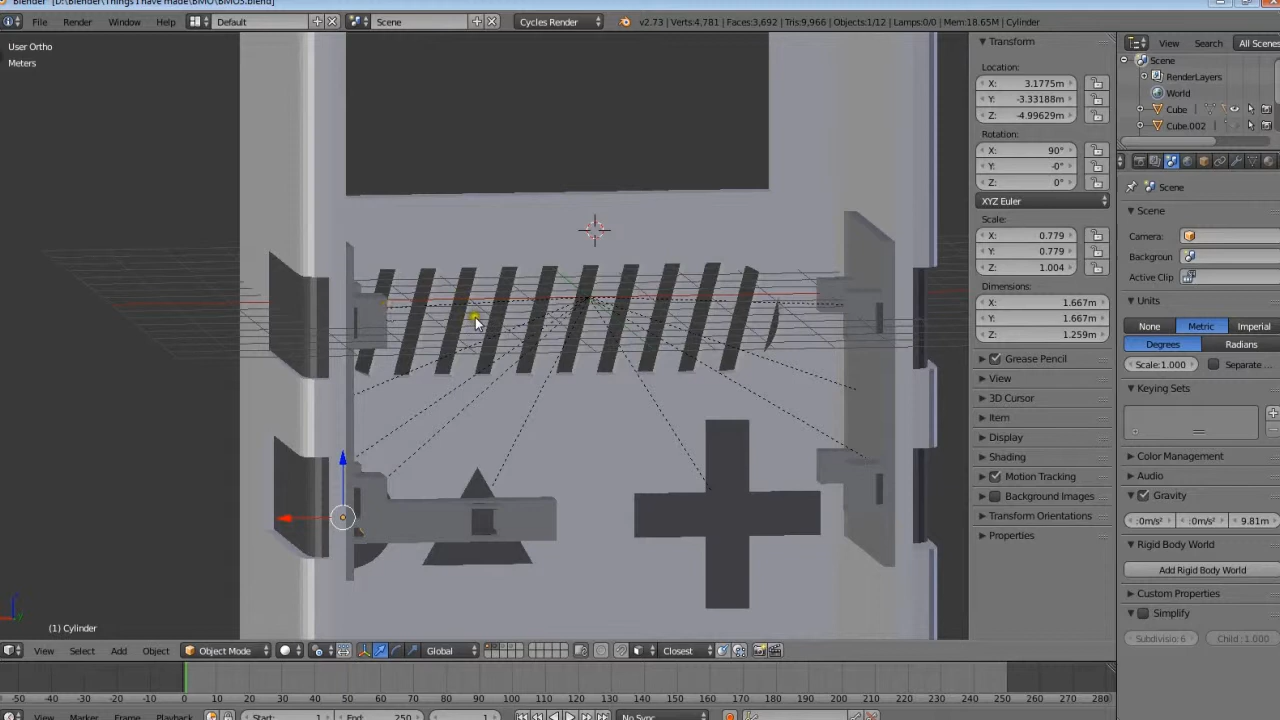 Blender [D:\Blender\Things I have made\BMO\BMO5.blend]
File Render Window Help Default Scene Cycles Render v2.73 | Verts:4,781 | Faces:3,692 | Tris:9,966 | Objects:1/12 | Lamps:0/0 | Mem:18.65M | Cylinder
User Ortho
Meters
(1) Cylinder
View Select Add Object Object Mode Global Closest
-50 -40 -30 -20 -10 0 10 20 30 40 50 60 70 80 90 100 110 120 130 140 150 160 170 180 190 200 210 220 230 240 250 260 270 280
View Marker Frame Playback Start: 1 End: 250 1 No Sync
Transform
Location:
X: 3.1775m
Y: -3.33188m
Z: -4.99629m
Rotation:
X: 90°
Y: -0°
Z: 0°
XYZ Euler
Scale:
X: 0.779
Y: 0.779
Z: 1.004
Dimensions:
X: 1.667m
Y: 1.667m
Z: 1.259m
Grease Pencil
View
3D Cursor
Item
Display
Shading
Motion Tracking
Background Images
Transform Orientations
Properties
View Search All Scenes
Scene
RenderLayers
World
Cube
Cube.002
Scene
Scene
Camera:
Background:
Active Clip
Units
None Metric Imperial
Degrees Radians
Scale:1.000 Separate ...
Keying Sets
Color Management
Audio
Gravity
:0m/s² :0m/s² 9.81m
Rigid Body World
Add Rigid Body World
Custom Properties
Simplify
Subdivisio: 6 Child: 1.000